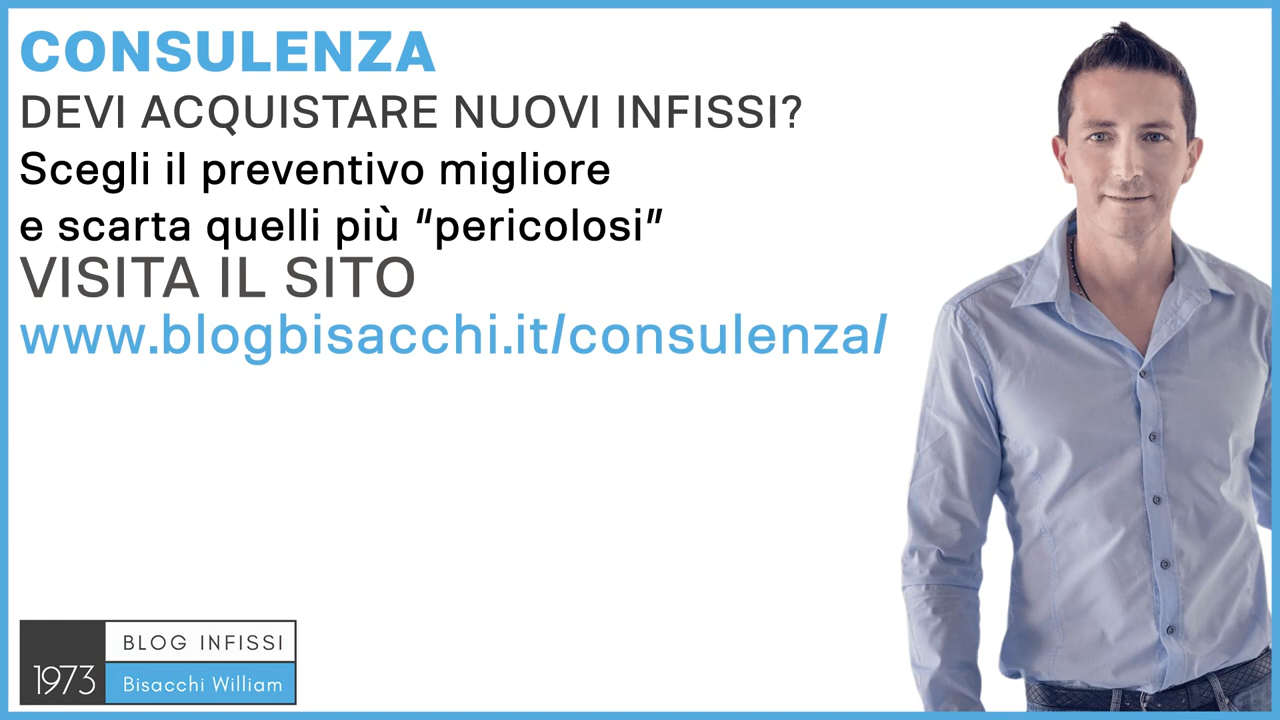 CONSULENZA
DEVI ACQUISTARE NUOVI INFISSI?
Scegli il preventivo migliore
e scarta quelli più “pericolosi”
VISITA IL SITO
www.blogbisacchi.it/consulenza/
BLOG INFISSI
1973
Bisacchi William